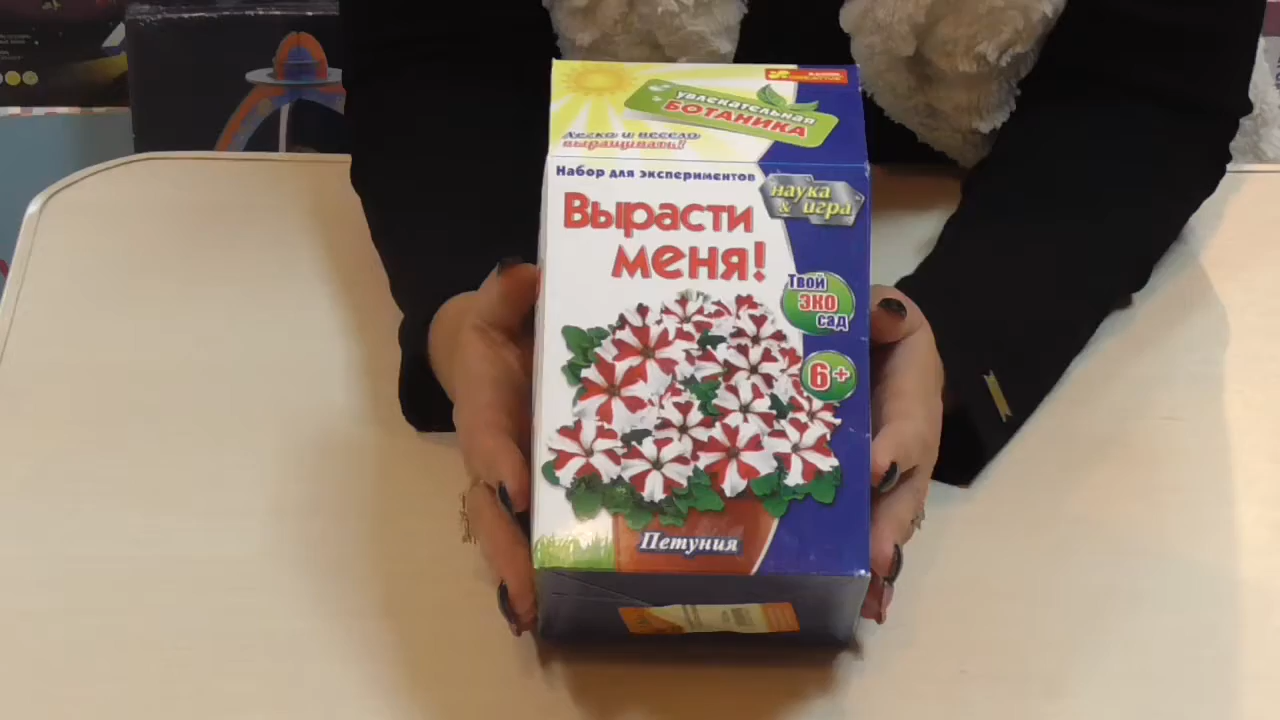 увлекательная
БОТАНИКА
Легко и весело
выращивать!
Набор для экспериментов
наука
& игра
Вырасти
меня!
Твой
ЭКО
сад
6+
Петуния